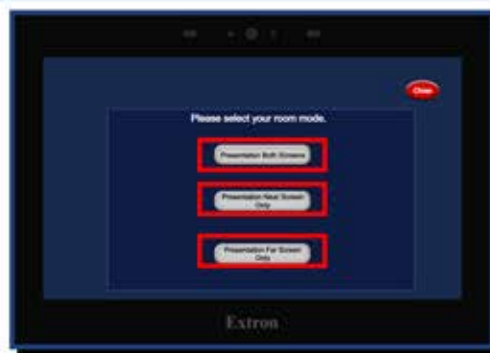 Close
Please select your room mode.
Presentation Both Screens
Presentation Near Screen
Only
Presentation Far Screen
Only
Extron